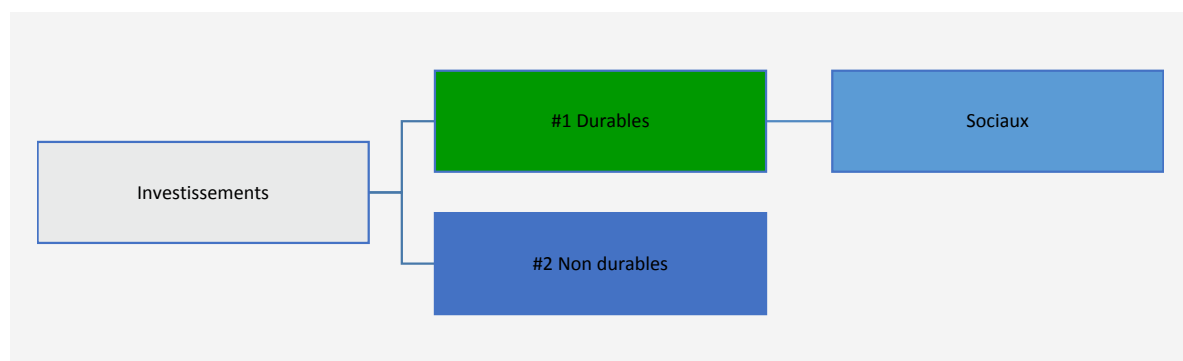 #1 Durables
Sociaux
Investissements
#2 Non durables